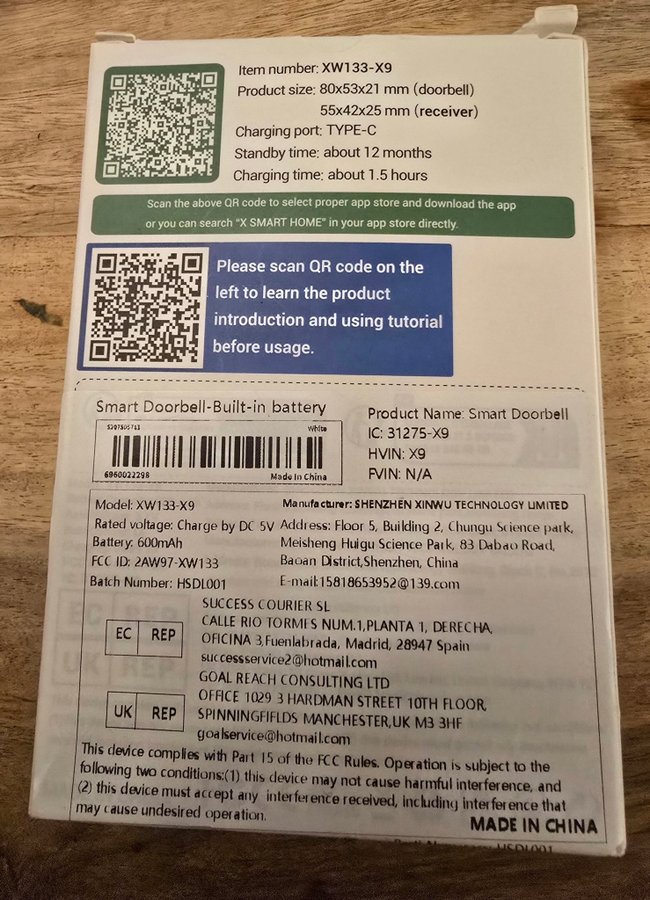 Item number: XW133-X9
Product size: 80x53x21 mm (doorbell)
55x42x25 mm (receiver)
Charging port: TYPE-C
Standby time: about 12 months
Charging time: about 1.5 hours
Scan the above QR code to select proper app store and download the app
or you can search "X SMART HOME" in your app store directly.
Please scan QR code on the
left to learn the product
introduction and using tutorial
before usage.
Smart Doorbell-Built-in battery
White
6960022298
Made in China
Product Name: Smart Doorbell
IC: 31275-X9
HVIN: X9
FVIN: N/A
Model: XW133-X9
Rated voltage: Charge by DC 5V
Battery: 600mAh
FCC ID: 2AW97-XW133
Batch Number: HSDL001
Manufacturer: SHENZHEN XINWU TECHNOLOGY LIMITED
Address: Floor 5, Building 2, Chungu Science park,
Meisheng Huigu Science Park, 83 Dabao Road,
Baoan District,Shenzhen, China
E-mail:15818653952@139.com
EC REP
SUCCESS COURIER SL
CALLE RIO TORMES NUM.1,PLANTA 1, DERECHA,
OFICINA 3,Fuenlabrada, Madrid, 28947 Spain
successservice2@hotmail.com
UK REP
GOAL REACH CONSULTING LTD
OFFICE 1029 3 HARDMAN STREET 10TH FLOOR,
SPINNINGFIELDS MANCHESTER,UK M3 3HF
goalservice@hotmail.com
This device complies with Part 15 of the FCC Rules. Operation is subject to the
following two conditions:(1) this device may not cause harmful interference, and
(2) this device must accept any interference received, including interference that
may cause undesired operation.
MADE IN CHINA
HSDL001